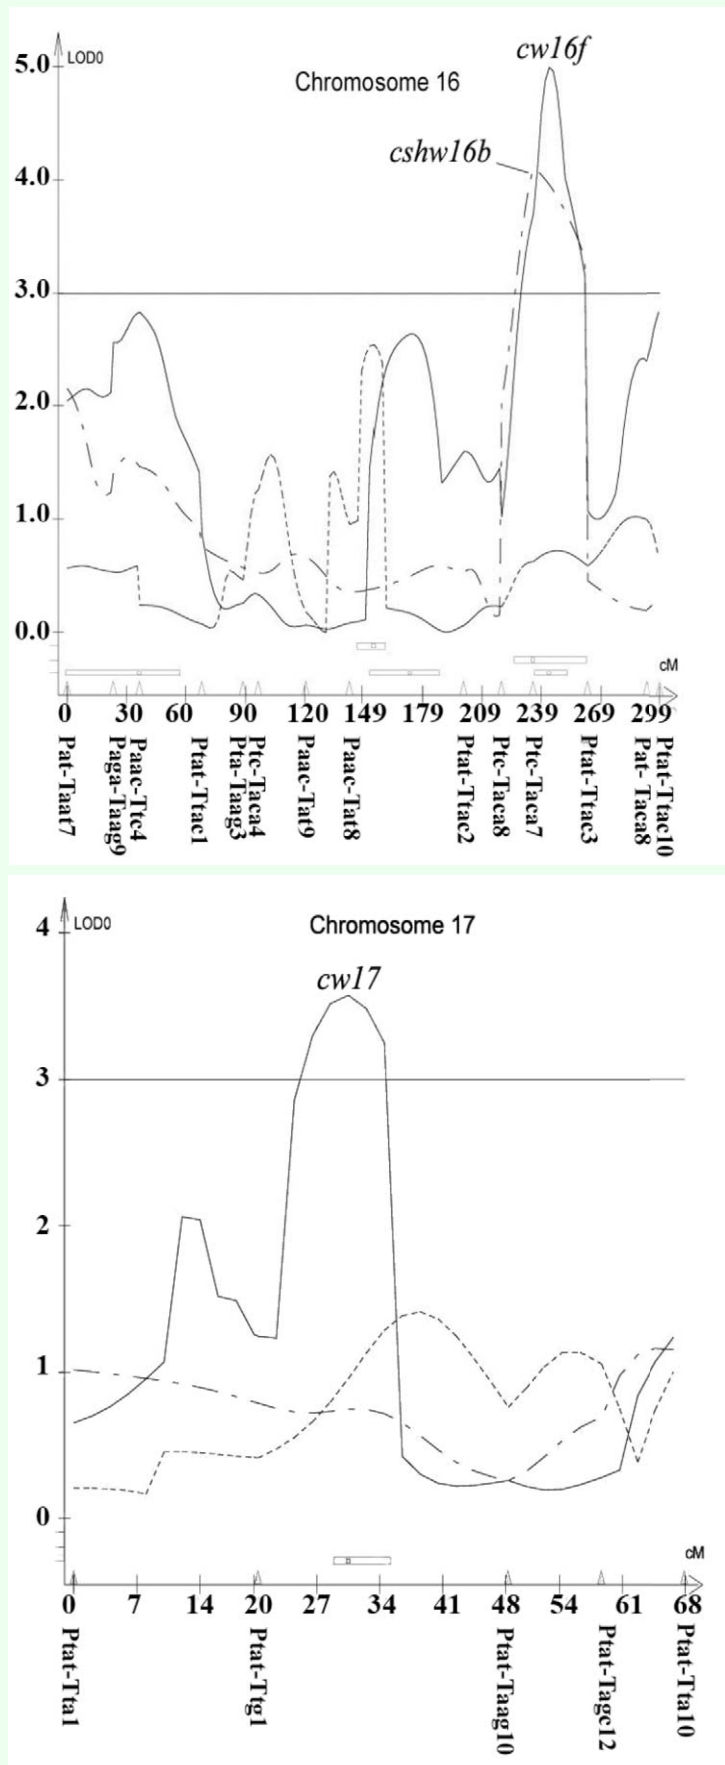 5.0
LOD0
cw16f
Chromosome 16
cshw16b
4.0
3.0
2.0
1.0
0.0
cM
0 30 60 90 120 149 179 209 239 269 299
Pat-Taat7
Paga-Taag9
Paac-Ttc4
Ptat-Ttac1
Pta-Taag3
Ptc-Taca4
Paac-Tat9
Paac-Tat8
Ptat-Ttac2
Ptc-Taca8
Ptc-Taca7
Ptat-Ttac3
Pat- Taca8
Ptat-Ttac10
4
LOD0
Chromosome 17
cw17
3
2
1
0
cM
0 7 14 20 27 34 41 48 54 61 68
Ptat-Tta1
Ptat-Ttg1
Ptat-Taag10
Ptat-Tagc12
Ptat-Tta10